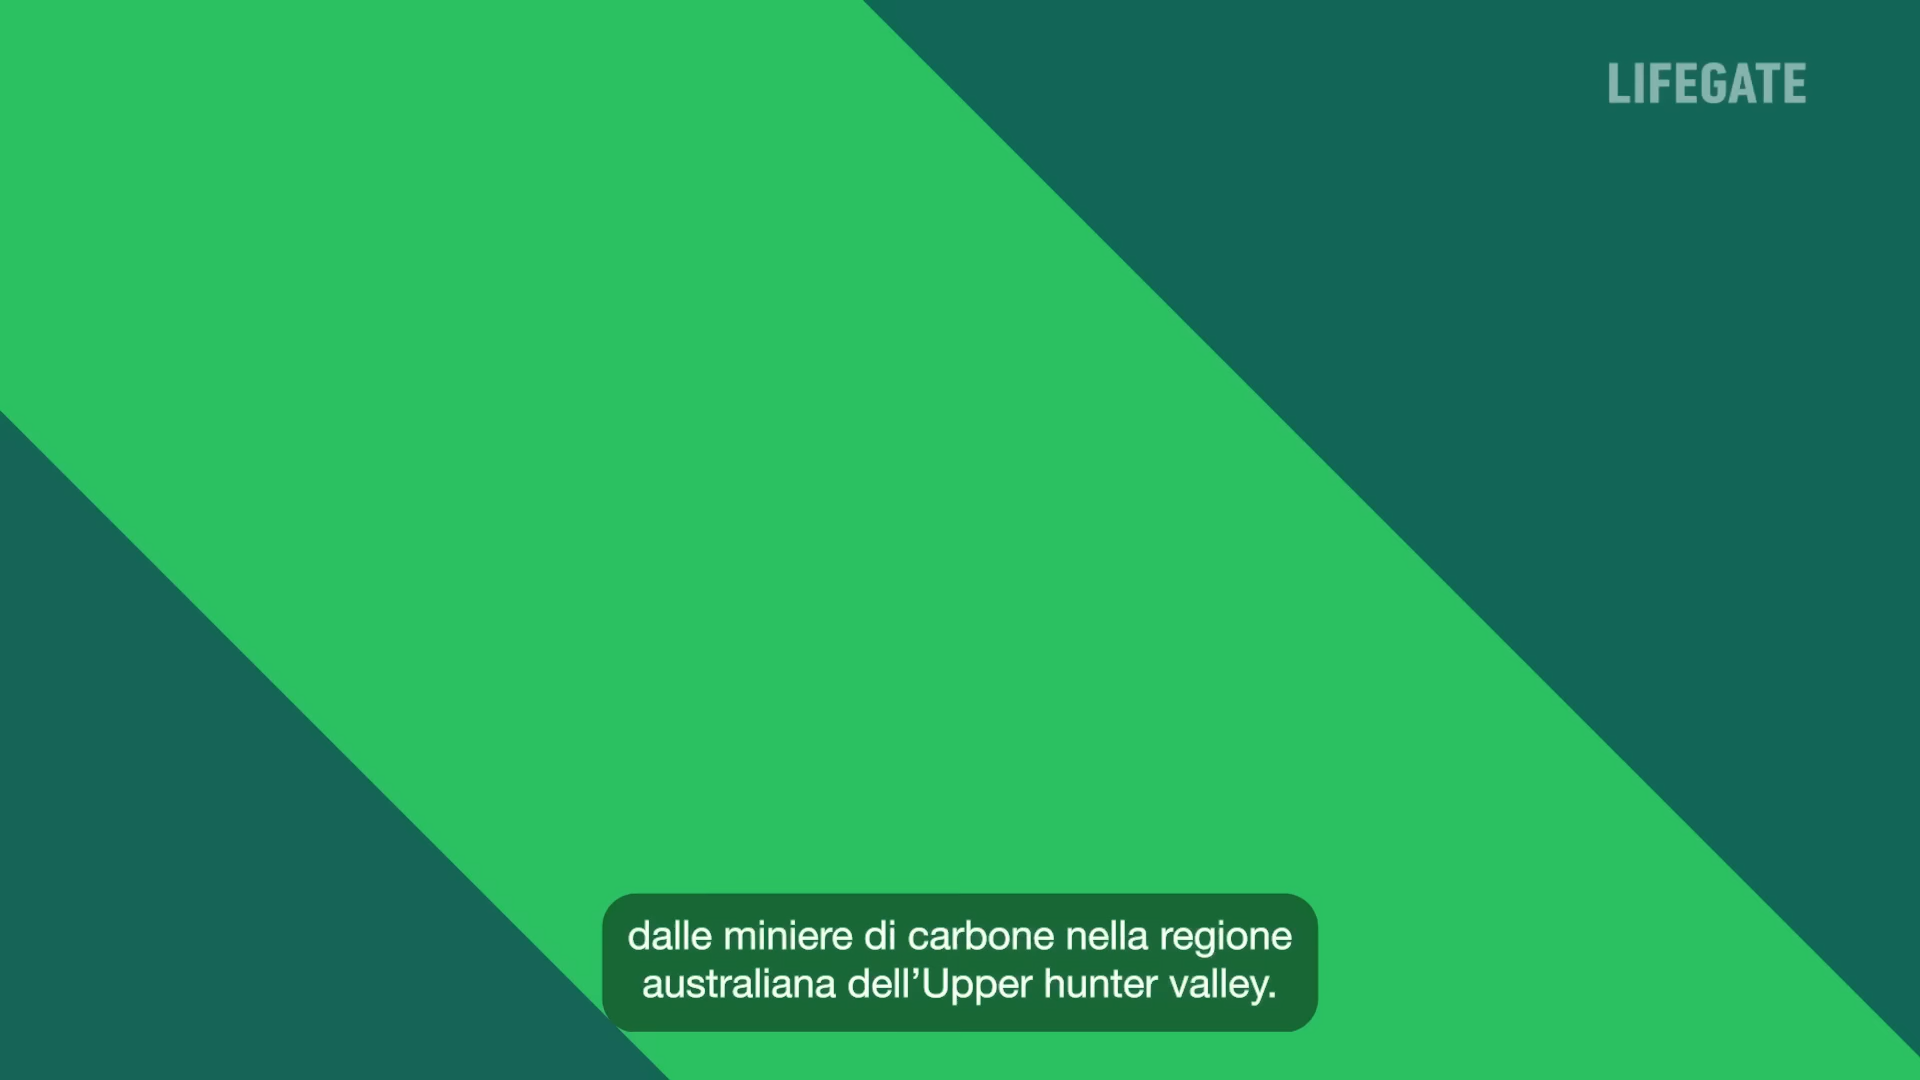 LIFEGATE
dalle miniere di carbone nella regione
australiana dell’Upper hunter valley.